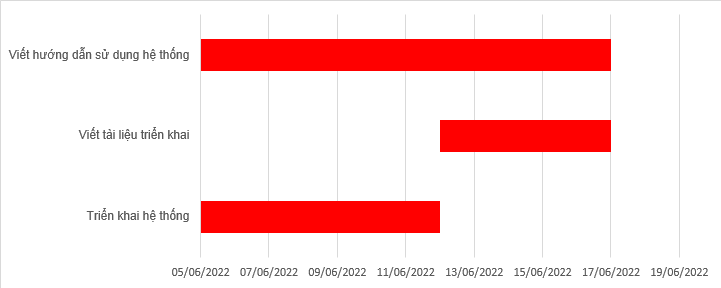 Viết hướng dẫn sử dụng hệ thống
Viết tài liệu triển khai
Triển khai hệ thống
05/06/2022 07/06/2022 09/06/2022 11/06/2022 13/06/2022 15/06/2022 17/06/2022 19/06/2022